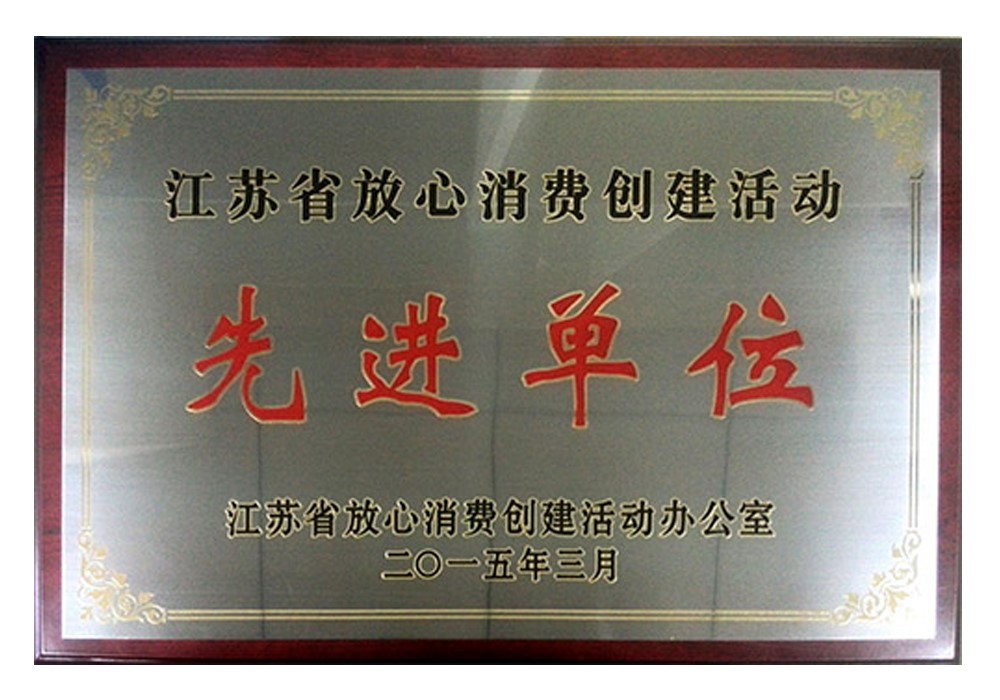 江苏省放心消费创建活动
先进单位
江苏省放心消费创建活动办公室
二〇一五年三月